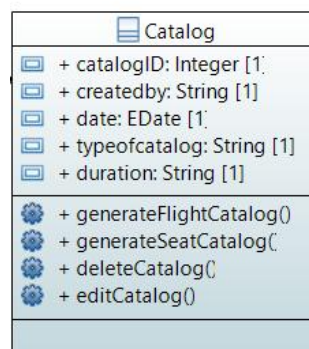 Catalog
+ catalogID: Integer [1]
+ createdby: String [1]
+ date: EDate [1]
+ typeofcatalog: String [1]
+ duration: String [1]
+ generateFlightCatalog()
+ generateSeatCatalog(
+ deleteCatalog()
+ editCatalog()